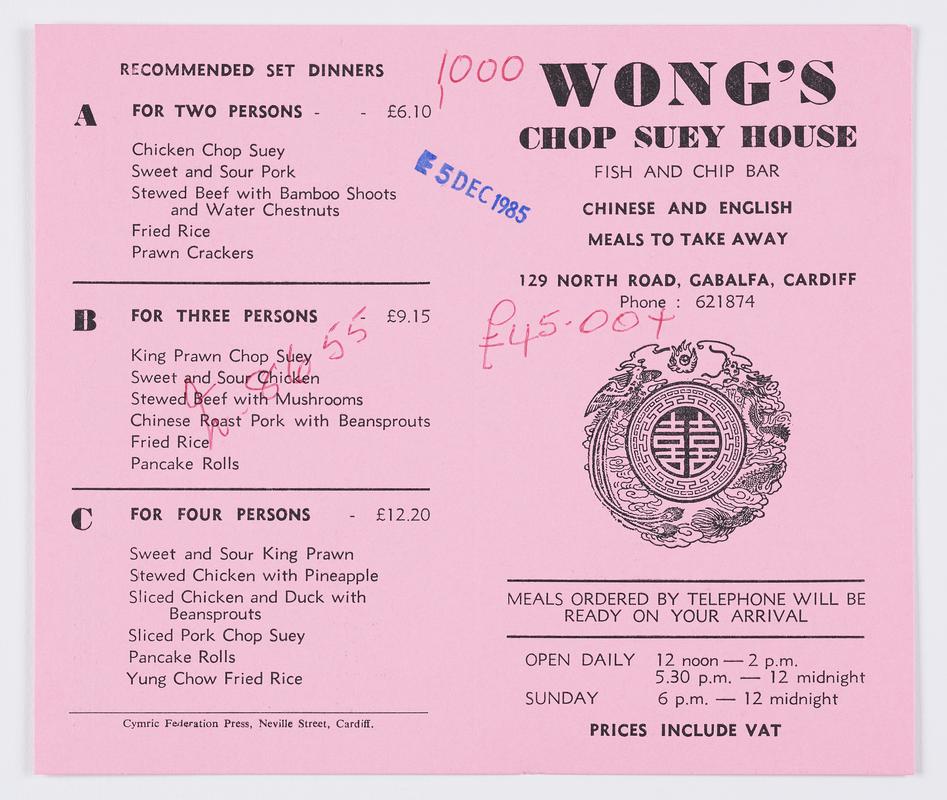 RECOMMENDED SET DINNERS
A FOR TWO PERSONS - - £6.10
Chicken Chop Suey
Sweet and Sour Pork
Stewed Beef with Bamboo Shoots
and Water Chestnuts
Fried Rice
Prawn Crackers
B FOR THREE PERSONS - £9.15
King Prawn Chop Suey
Sweet and Sour Chicken
Stewed Beef with Mushrooms
Chinese Roast Pork with Beansprouts
Fried Rice
Pancake Rolls
C FOR FOUR PERSONS - £12.20
Sweet and Sour King Prawn
Stewed Chicken with Pineapple
Sliced Chicken and Duck with
Beansprouts
Sliced Pork Chop Suey
Pancake Rolls
Yung Chow Fried Rice
Cymric Federation Press, Neville Street, Cardiff.
1000
5 DEC 1985
WONG'S
CHOP SUEY HOUSE
FISH AND CHIP BAR
CHINESE AND ENGLISH
MEALS TO TAKE AWAY
129 NORTH ROAD, GABALFA, CARDIFF
Phone : 621874
£45.00+
MEALS ORDERED BY TELEPHONE WILL BE
READY ON YOUR ARRIVAL
OPEN DAILY 12 noon — 2 p.m.
5.30 p.m. — 12 midnight
SUNDAY 6 p.m. — 12 midnight
PRICES INCLUDE VAT